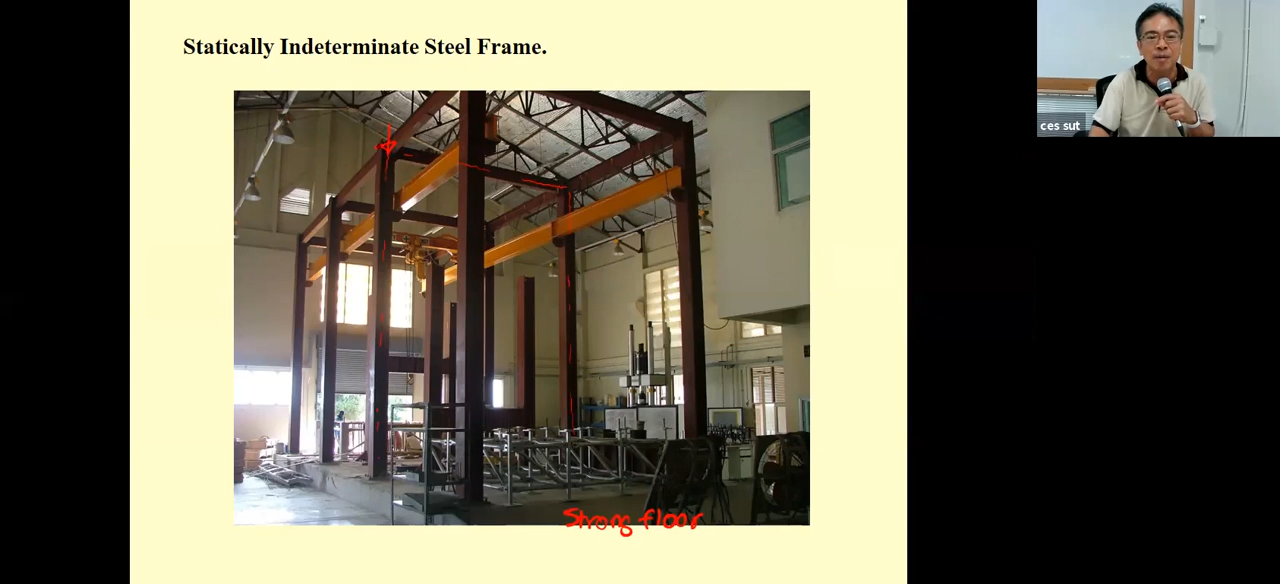 Statically Indeterminate Steel Frame.
ces sut
Strong floor